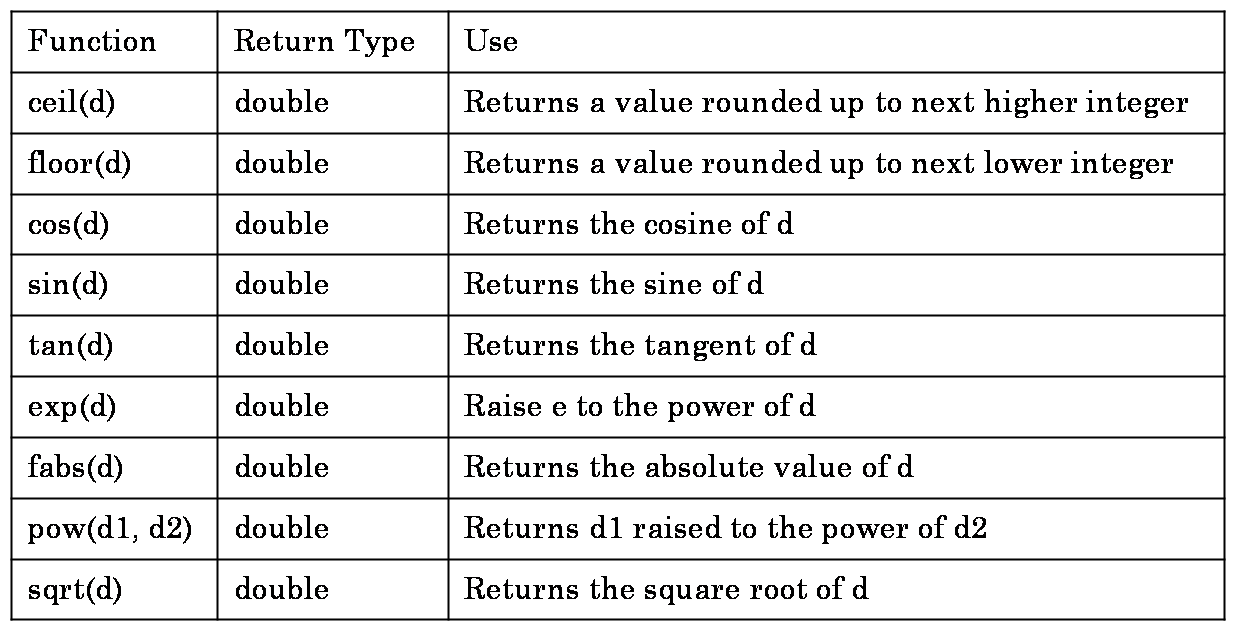 Function Return Type Use
ceil(d) double Returns a value rounded up to next higher integer
floor(d) double Returns a value rounded up to next lower integer
cos(d) double Returns the cosine of d
sin(d) double Returns the sine of d
tan(d) double Returns the tangent of d
exp(d) double Raise e to the power of d
fabs(d) double Returns the absolute value of d
pow(d1, d2) double Returns d1 raised to the power of d2
sqrt(d) double Returns the square root of d